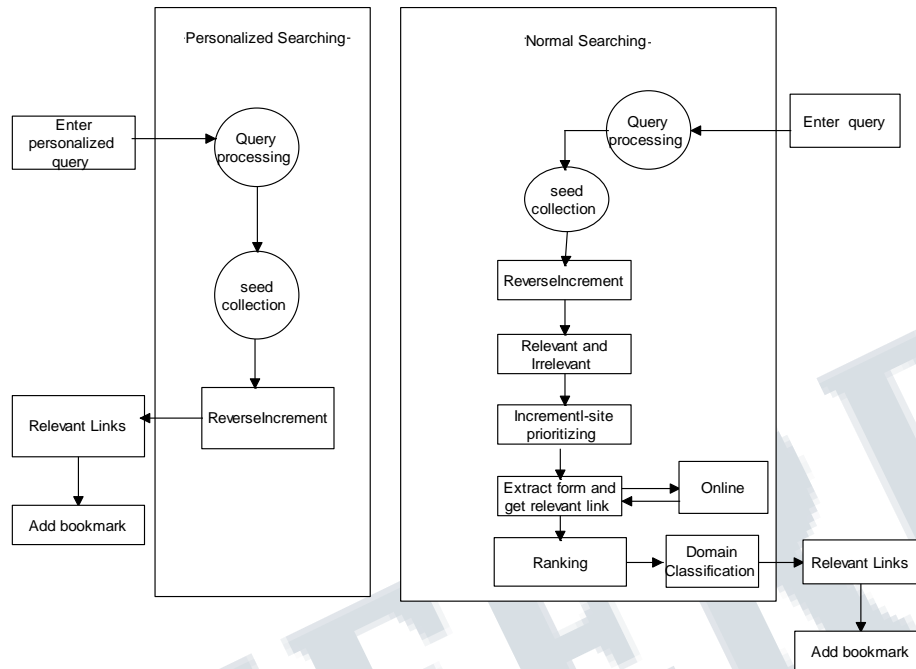 Personalized Searching-
Enter
personalized
query
Query
processing
seed
collection
ReverseIncrement
Relevant Links
Add bookmark
Normal Searching-
Enter query
Query
processing
seed
collection
ReverseIncrement
Relevant and
Irrelevant
Incrementl-site
prioritizing
Extract form and
get relevant link
Online
Ranking
Domain
Classification
Relevant Links
Add bookmark